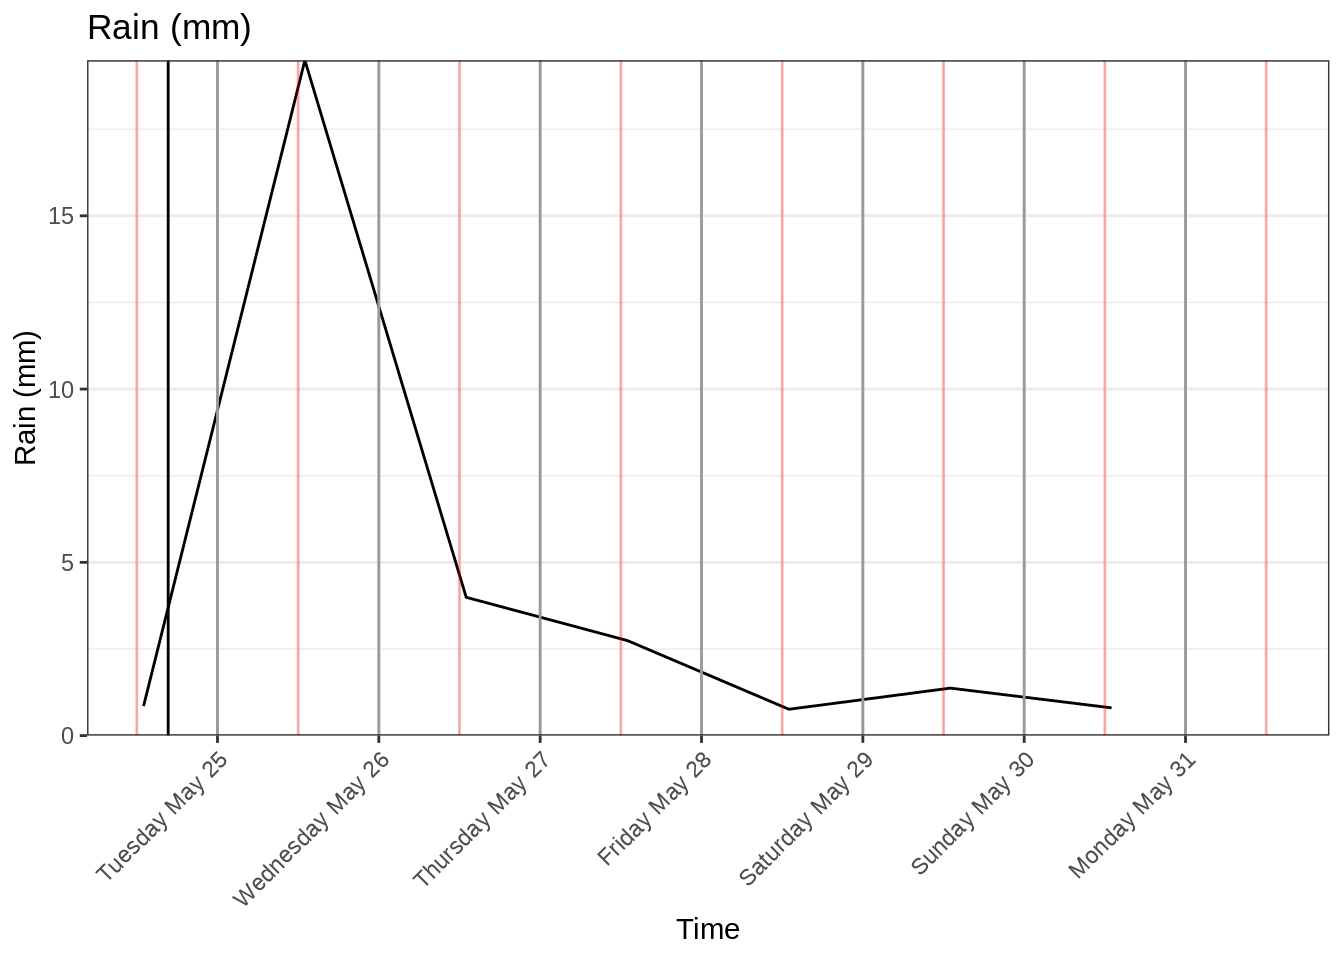 Rain (mm)
Rain (mm)
15
10
5
0
Tuesday May 25
Wednesday May 26
Thursday May 27
Friday May 28
Saturday May 29
Sunday May 30
Monday May 31
Time